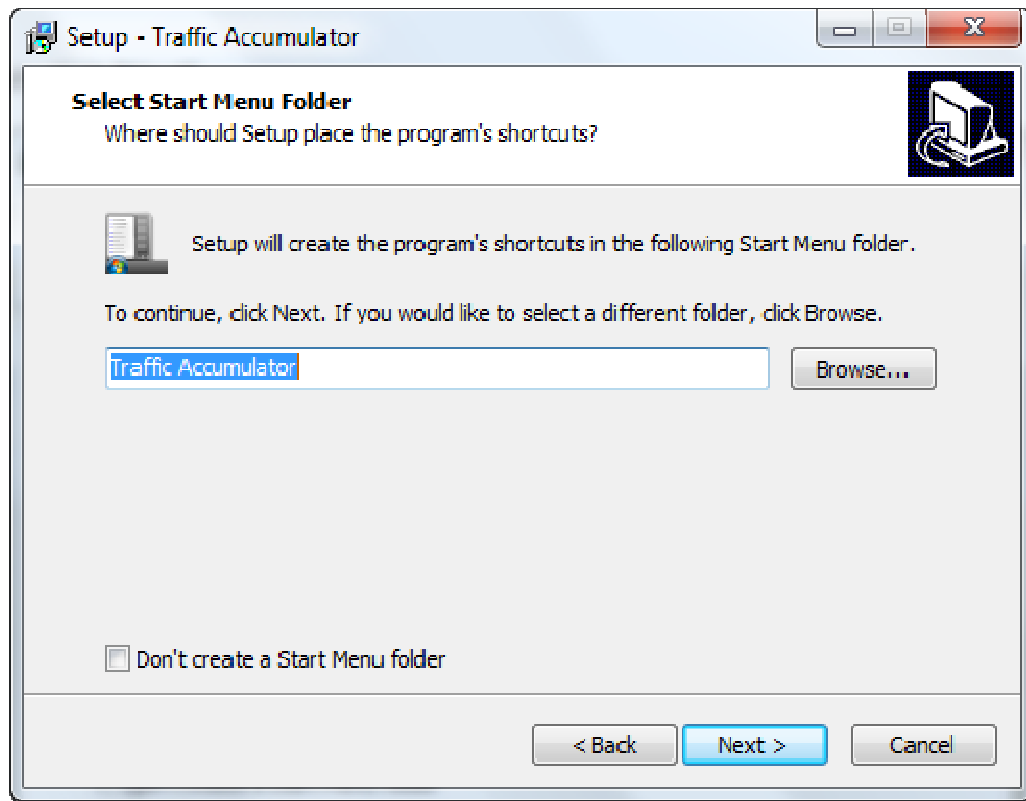 Setup - Traffic Accumulator
Select Start Menu Folder
Where should Setup place the program's shortcuts?
Setup will create the program's shortcuts in the following Start Menu folder.
To continue, click Next. If you would like to select a different folder, click Browse.
Traffic Accumulator
Browse...
Don't create a Start Menu folder
< Back
Next >
Cancel